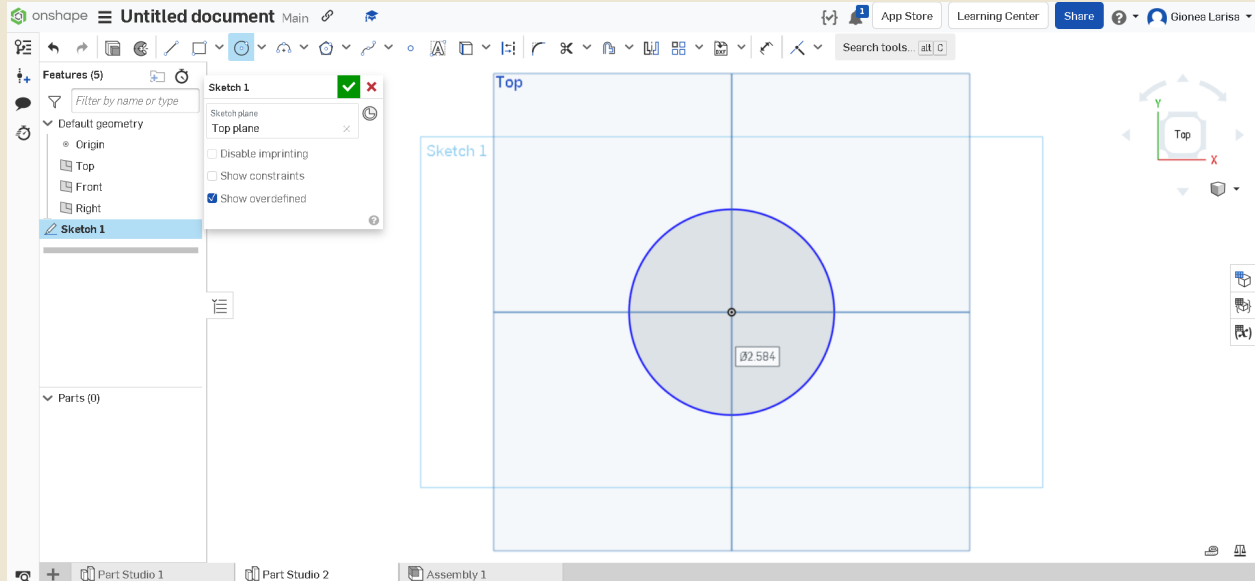 onshape Untitled document Main 1 App Store Learning Center Share Gionea Larisa
Search tools... alt C
Features (5)
Filter by name or type
Default geometry
Origin
Top
Front
Right
Sketch 1
Sketch 1
Sketch plane
Top plane
Disable imprinting
Show constraints
Show overdefined
Top
Sketch 1
Ø2.584
Y
Top
X
(x)
Parts (0)
Part Studio 1
Part Studio 2
Assembly 1